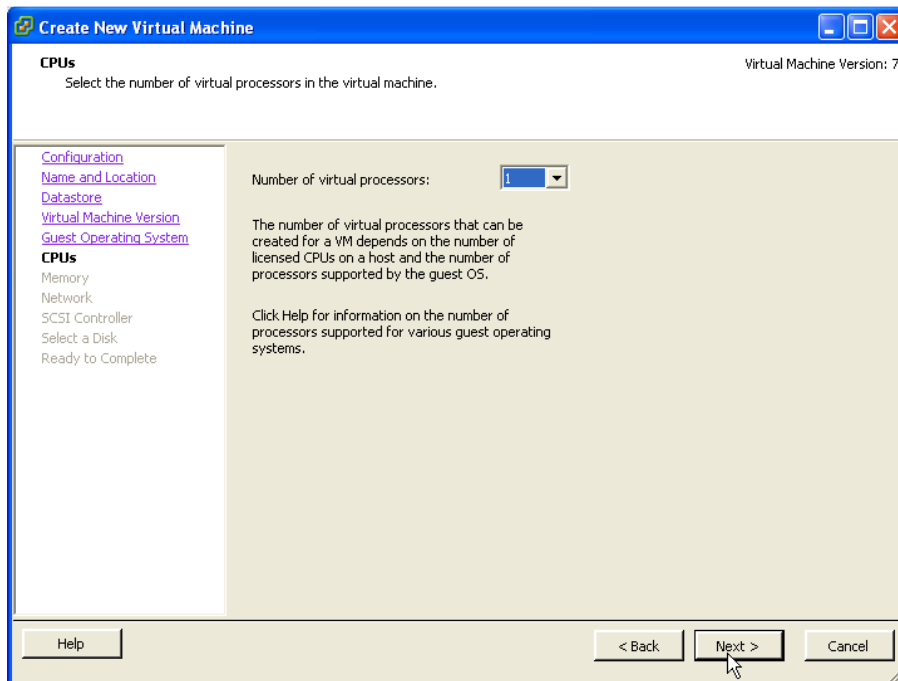 Create New Virtual Machine
CPUs
Select the number of virtual processors in the virtual machine.
Virtual Machine Version: 7
Configuration
Name and Location
Datastore
Virtual Machine Version
Guest Operating System
CPUs
Memory
Network
SCSI Controller
Select a Disk
Ready to Complete
Number of virtual processors:
1
The number of virtual processors that can be
created for a VM depends on the number of
licensed CPUs on a host and the number of
processors supported by the guest OS.
Click Help for information on the number of
processors supported for various guest operating
systems.
Help
< Back
Next >
Cancel